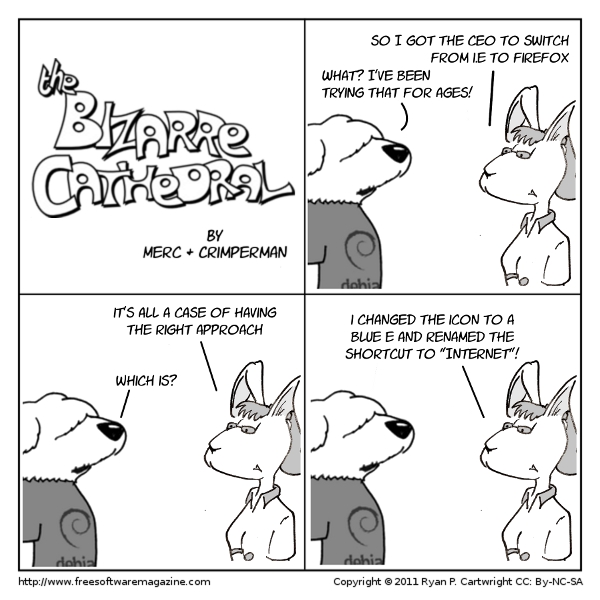 the
BIZARRE
CATHEDRAL
BY
MERC + CRIMPERMAN
SO I GOT THE CEO TO SWITCH
FROM I.E TO FIREFOX
WHAT? I'VE BEEN
TRYING THAT FOR AGES!
debia
IT'S ALL A CASE OF HAVING
THE RIGHT APPROACH
WHICH IS?
debia
I CHANGED THE ICON TO A
BLUE E AND RENAMED THE
SHORTCUT TO "INTERNET"!
debia
http://www.freesoftwaremagazine.com
Copyright © 2011 Ryan P. Cartwright CC: By-NC-SA